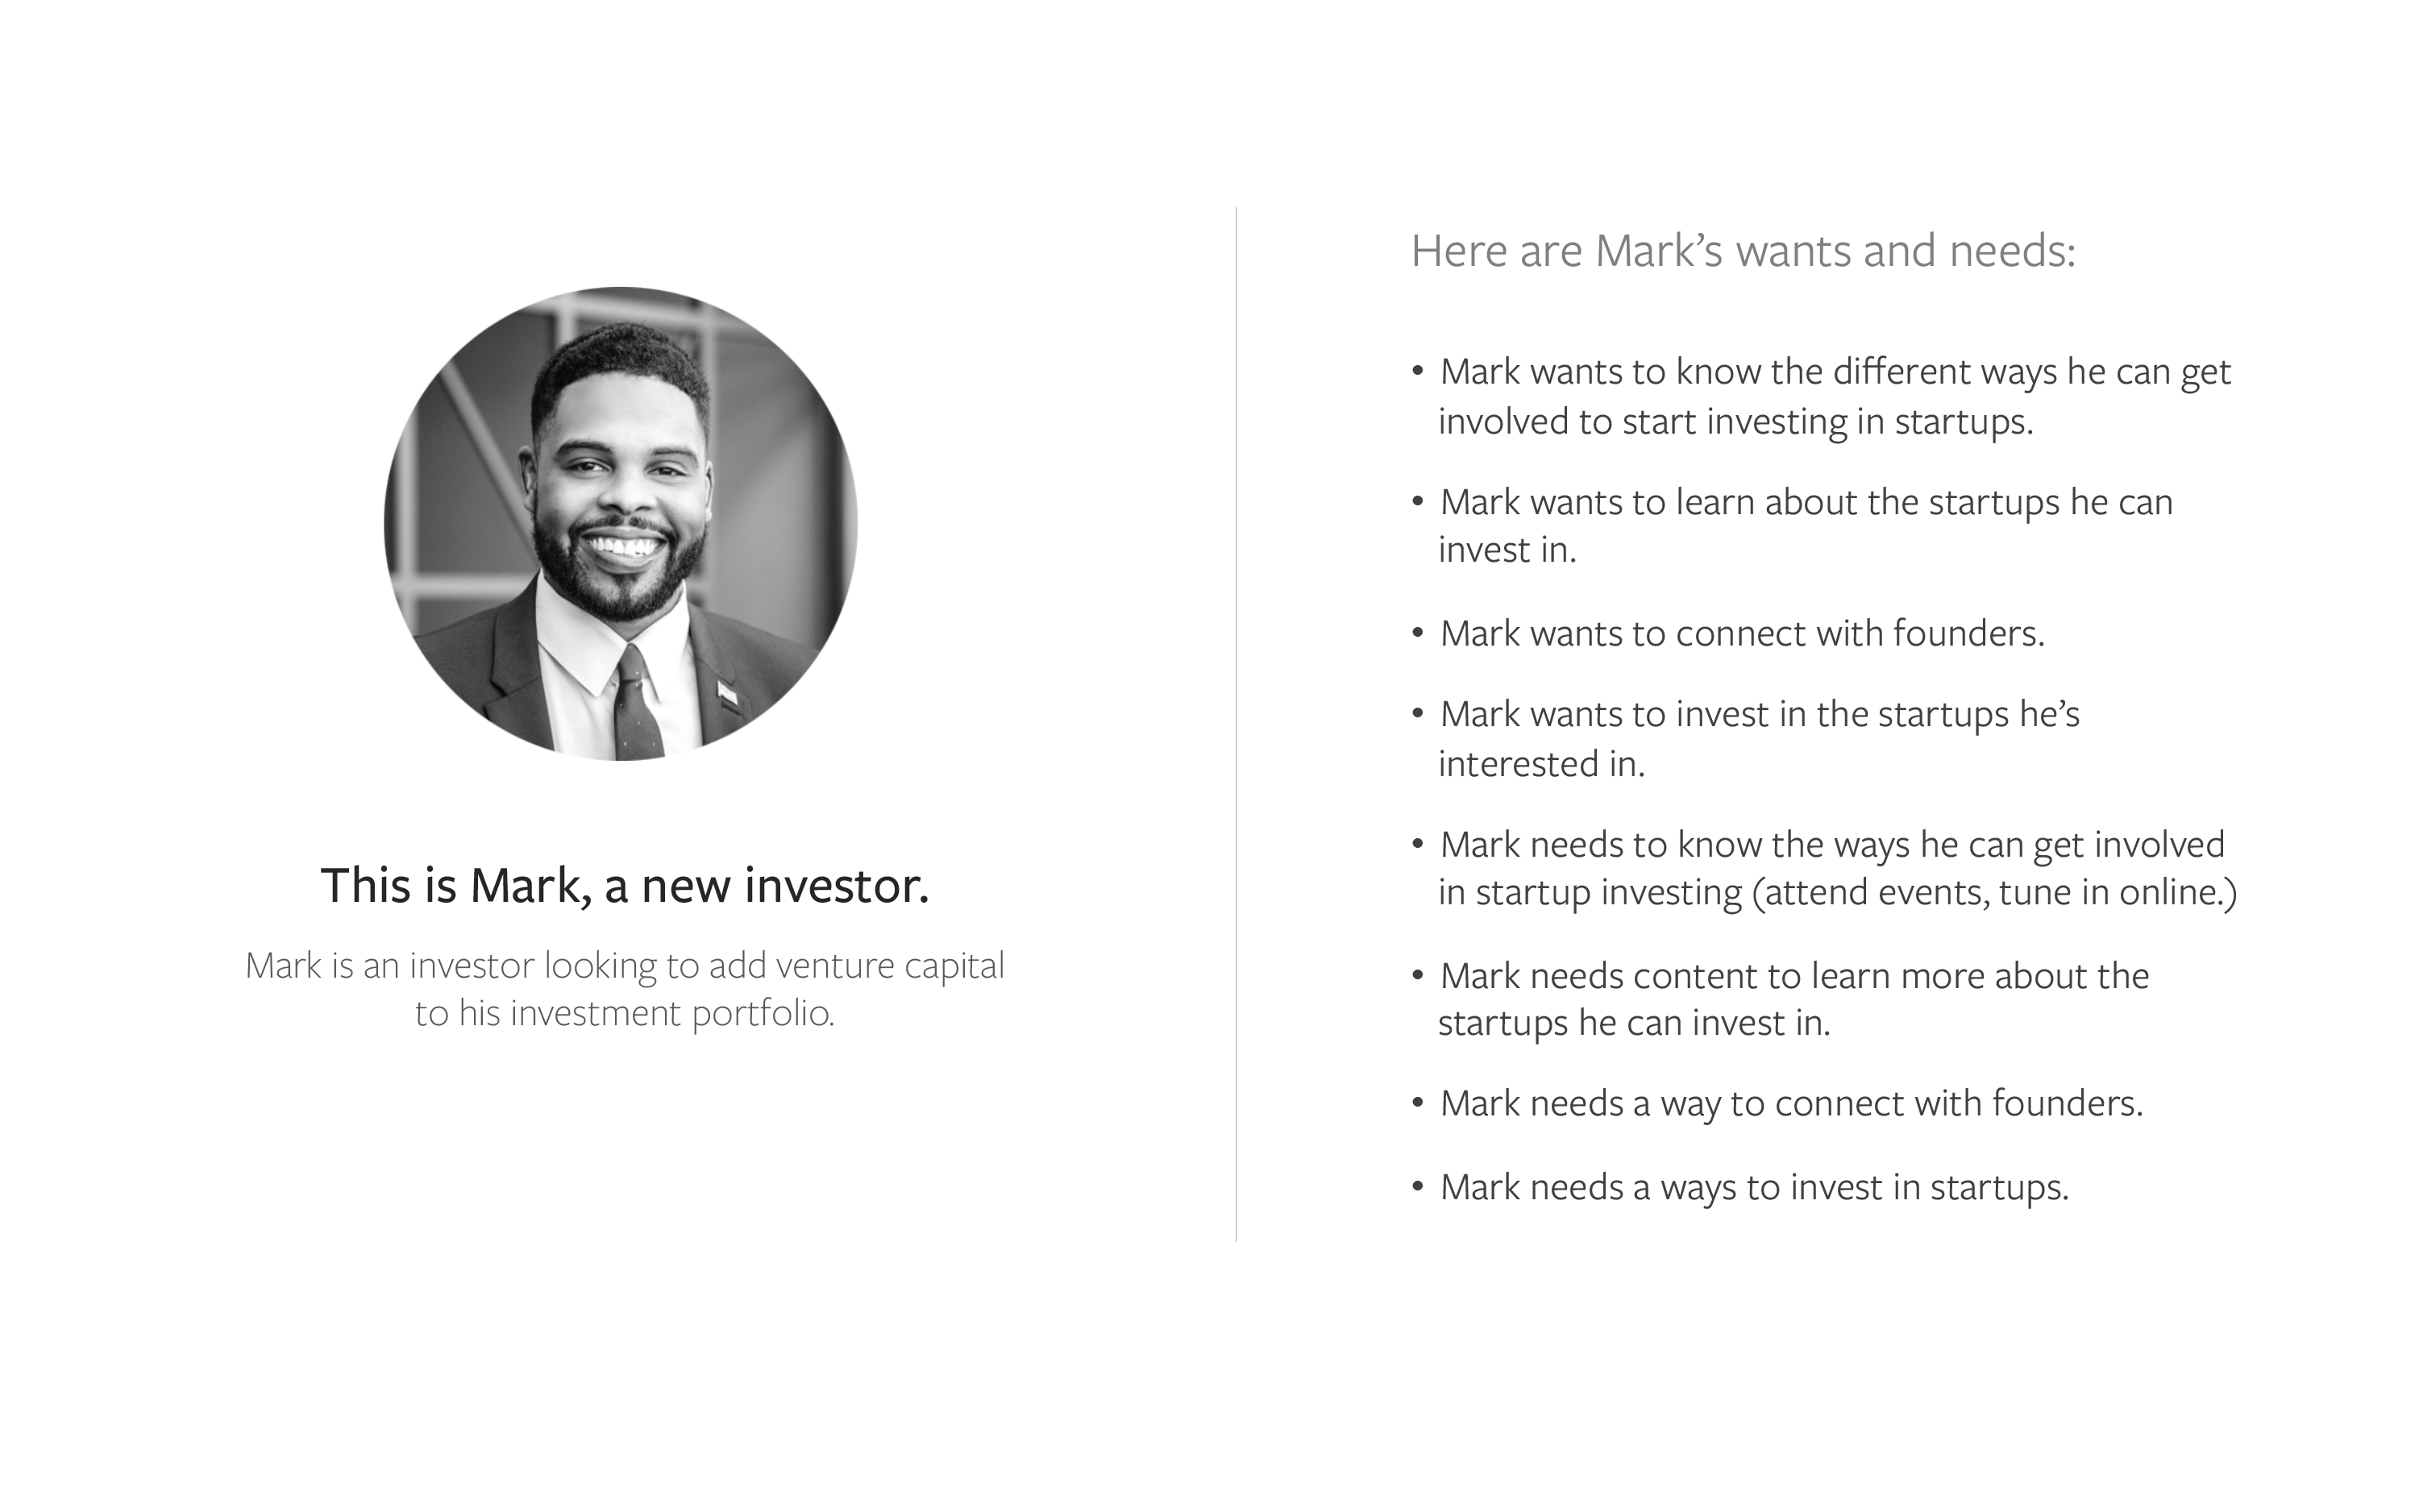 This is Mark, a new investor.
Mark is an investor looking to add venture capital
to his investment portfolio.
Here are Mark’s wants and needs:
• Mark wants to know the different ways he can get
involved to start investing in startups.
• Mark wants to learn about the startups he can
invest in.
• Mark wants to connect with founders.
• Mark wants to invest in the startups he’s
interested in.
• Mark needs to know the ways he can get involved
in startup investing (attend events, tune in online.)
• Mark needs content to learn more about the
startups he can invest in.
• Mark needs a way to connect with founders.
• Mark needs a ways to invest in startups.